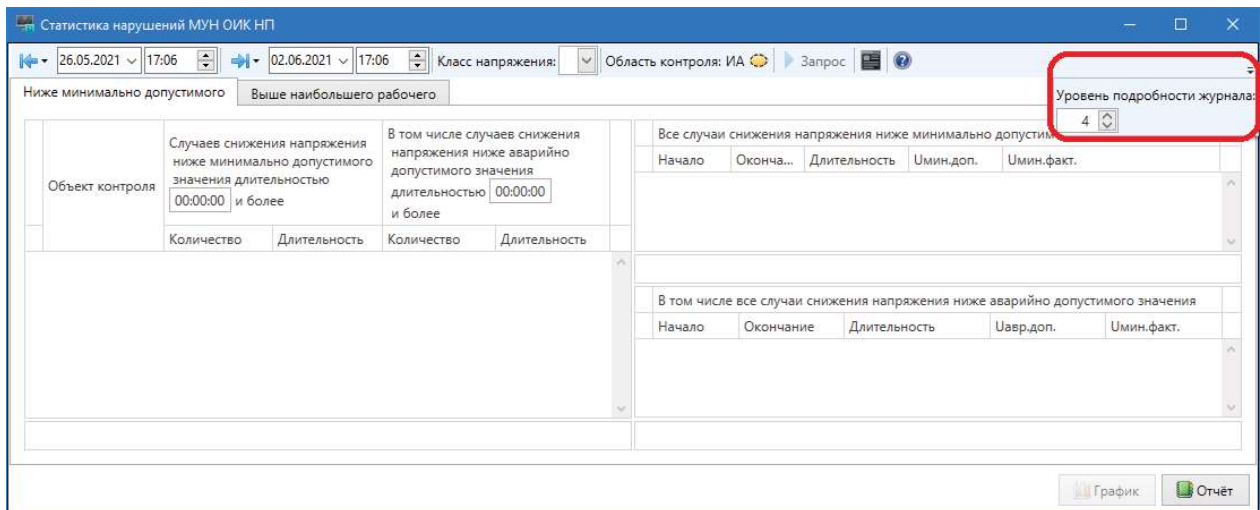 Статистика нарушений МУН ОИК НП
26.05.2021 17:06 02.06.2021 17:06 Класс напряжения: Область контроля: ИА Запрос
Ниже минимально допустимого Выше наибольшего рабочего
Уровень подробности журнала:
4
Объект контроля
Случаев снижения напряжения
ниже минимально допустимого
значения длительностью
00:00:00 и более
В том числе случаев снижения
напряжения ниже аварийно
допустимого значения
длительностью 00:00:00
и более
Количество Длительность Количество Длительность
Все случаи снижения напряжения ниже минимально допустим
Начало Оконча... Длительность Uмин.доп. Uмин.факт.
В том числе все случаи снижения напряжения ниже аварийно допустимого значения
Начало Окончание Длительность Uавр.доп. Uмин.факт.
График Отчёт